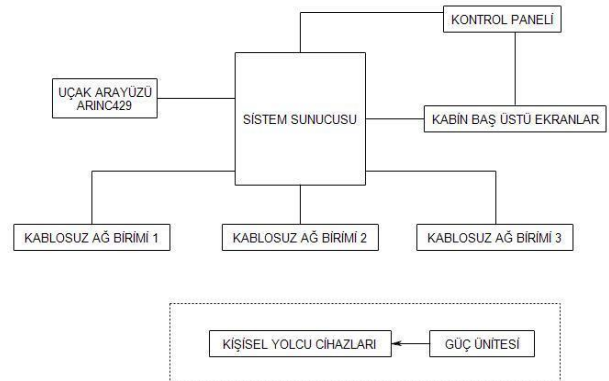 KONTROL PANELİ
UÇAK ARAYÜZÜ
ARINC429
SİSTEM SUNUCUSU
KABİN BAŞ ÜSTÜ EKRANLAR
KABLOSUZ AĞ BİRİMİ 1
KABLOSUZ AĞ BİRİMİ 2
KABLOSUZ AĞ BİRİMİ 3
KİŞİSEL YOLCU CİHAZLARI
GÜÇ ÜNİTESİ